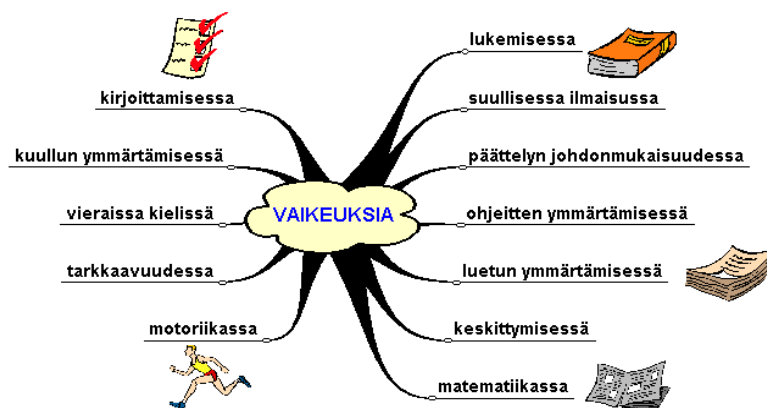 lukemisessa
kirjoittamisessa
suullisessa ilmaisussa
kuullun ymmärtämisessä
päättelyn johdonmukaisuudessa
VAIKEUKSIA
vieraissa kielissä
ohjeitten ymmärtämisessä
tarkkaavuudessa
luetun ymmärtämisessä
motoriikassa
keskittymisessä
matematiikassa